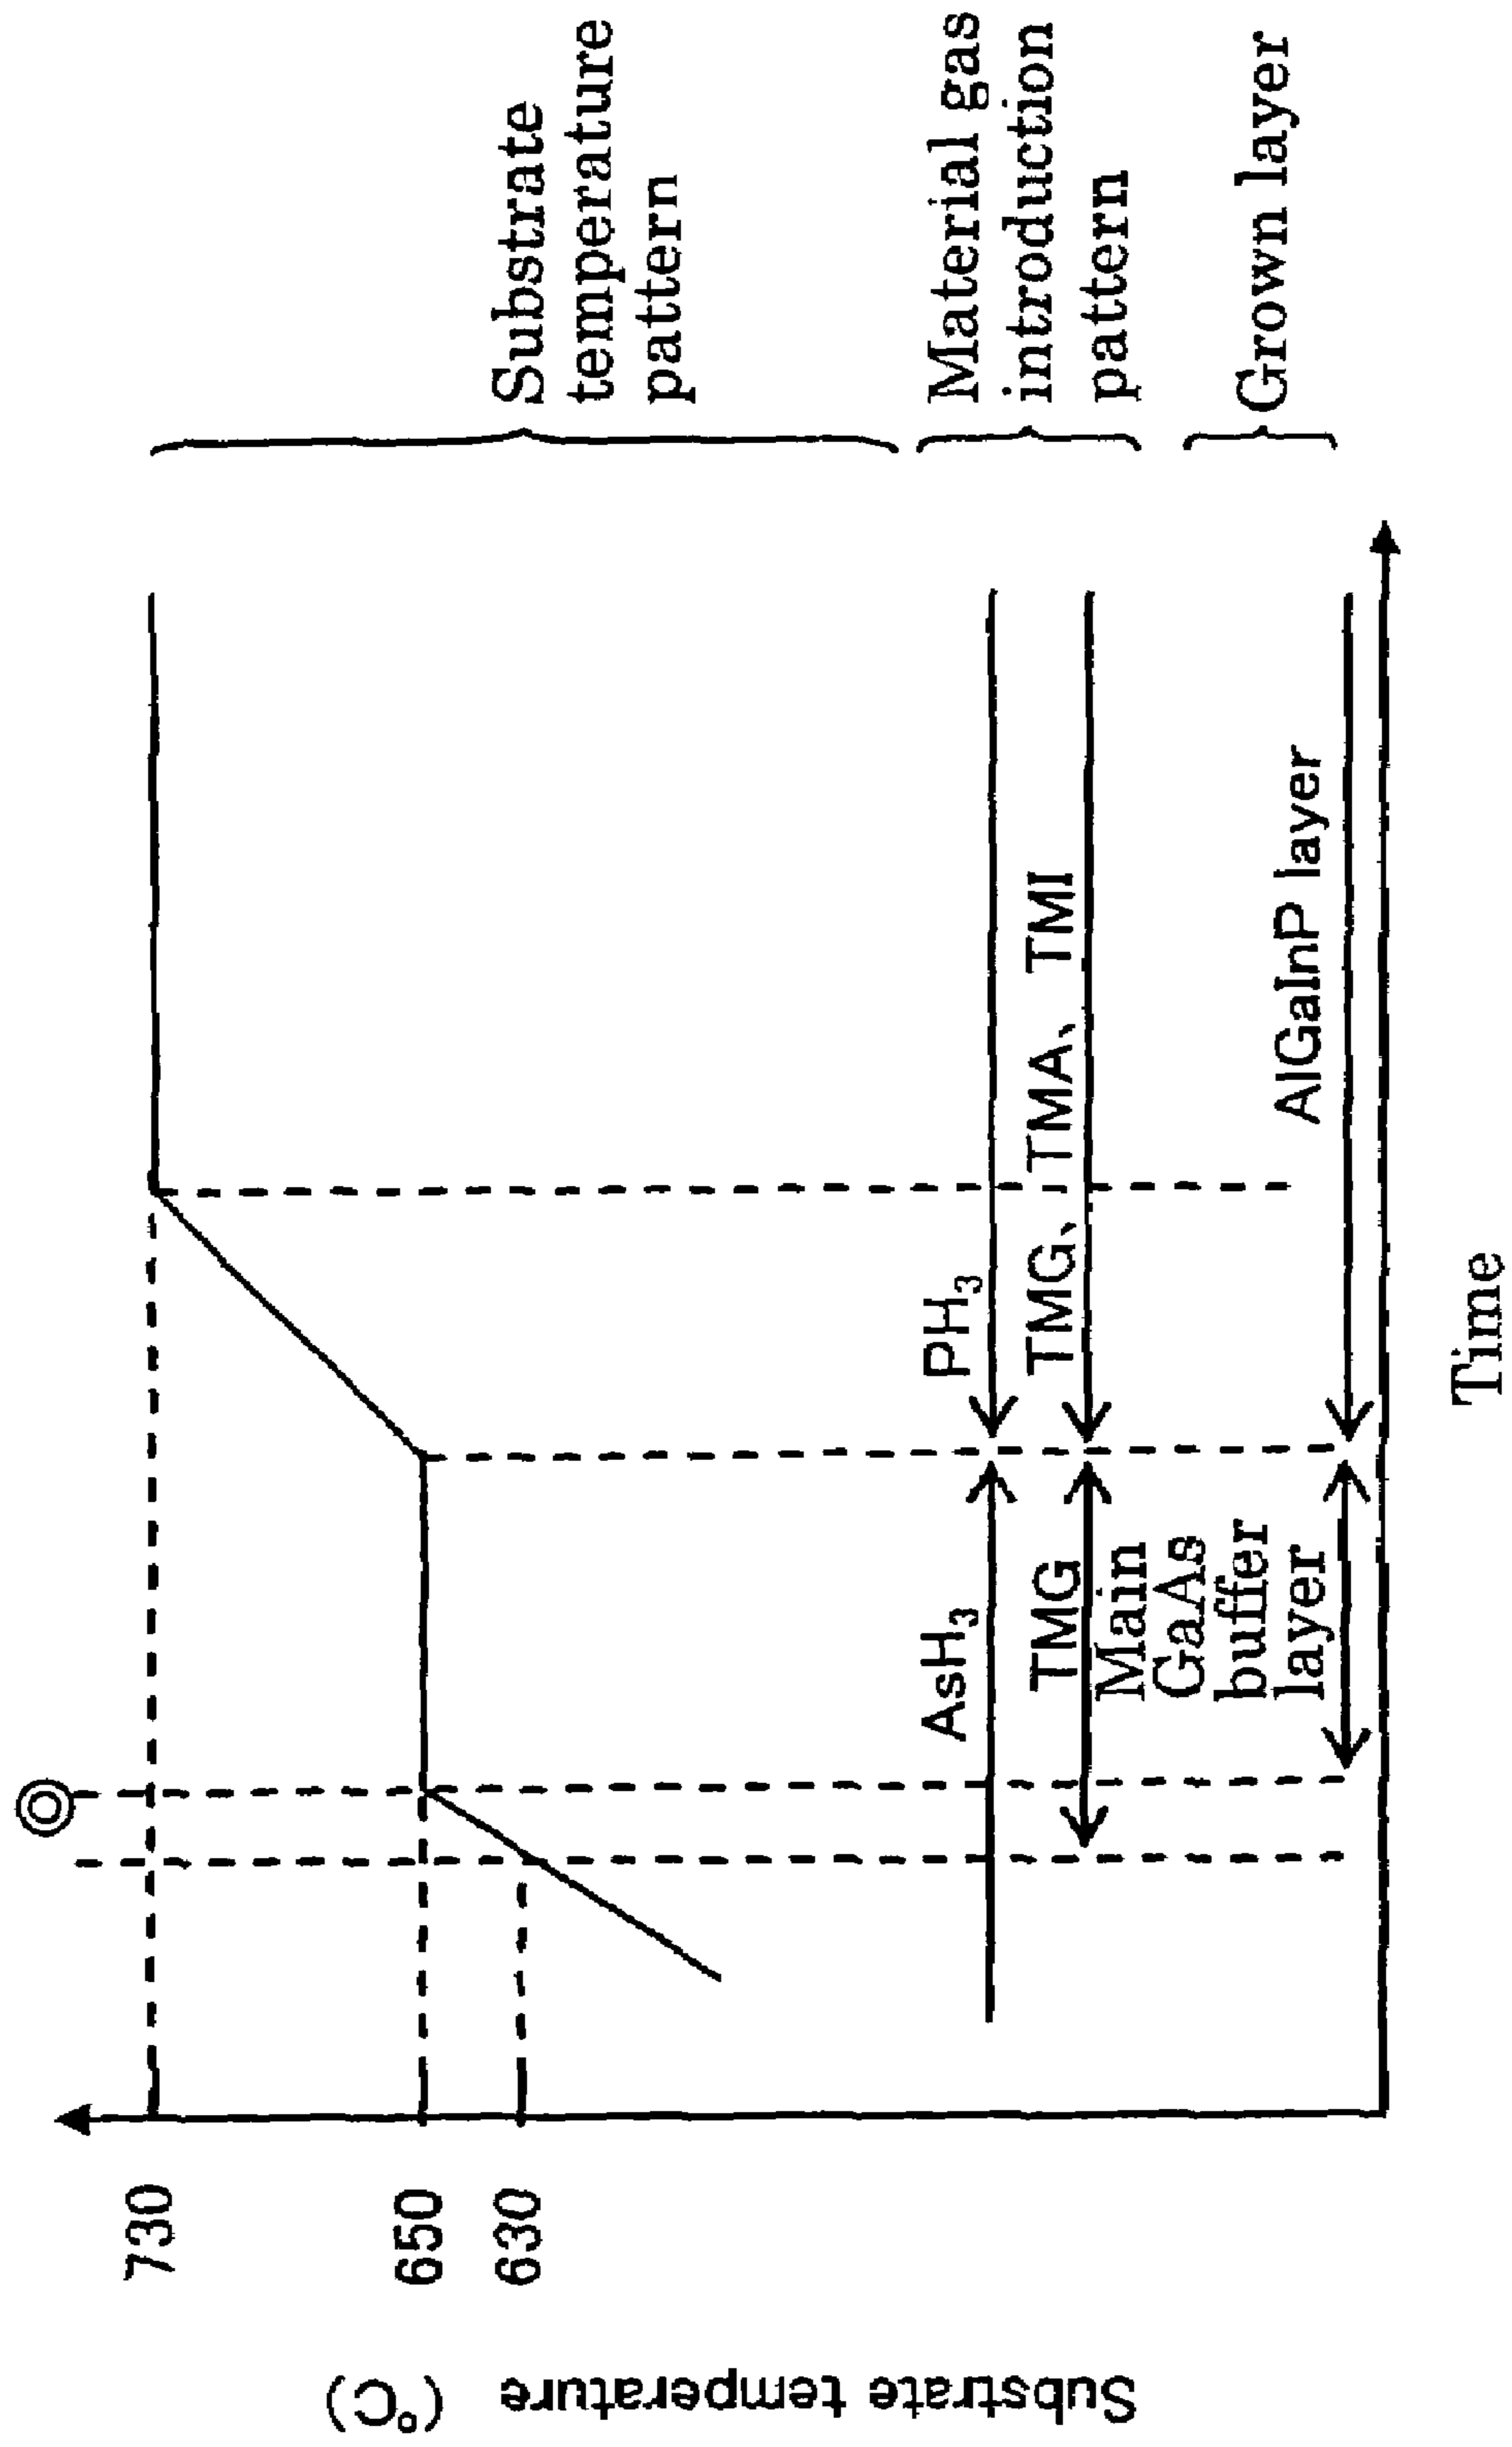 Substrate temperature (°C)
730
650
630
◎
AsH₃
PH₃
TMG
TMG、TMA、TMI
Main
GaAs
buffer
layer
AlGaInP layer
Time
Substrate
temperature
pattern
Material gas
introduction
pattern
Grown layer